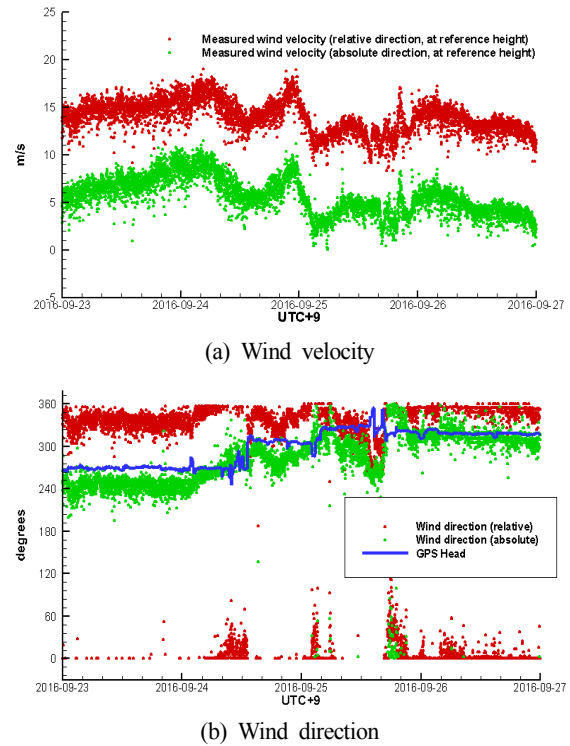 25
20
15
10
5
0
-5
m/s
Measured wind velocity (relative direction, at reference height)
Measured wind velocity (absolute direction, at reference height)
2016-09-23 2016-09-24 2016-09-25 2016-09-26 2016-09-27
UTC+9
(a) Wind velocity
360
300
240
180
120
60
0
degrees
Wind direction (relative)
Wind direction (absolute)
GPS Head
2016-09-23 2016-09-24 2016-09-25 2016-09-26 2016-09-27
UTC+9
(b) Wind direction